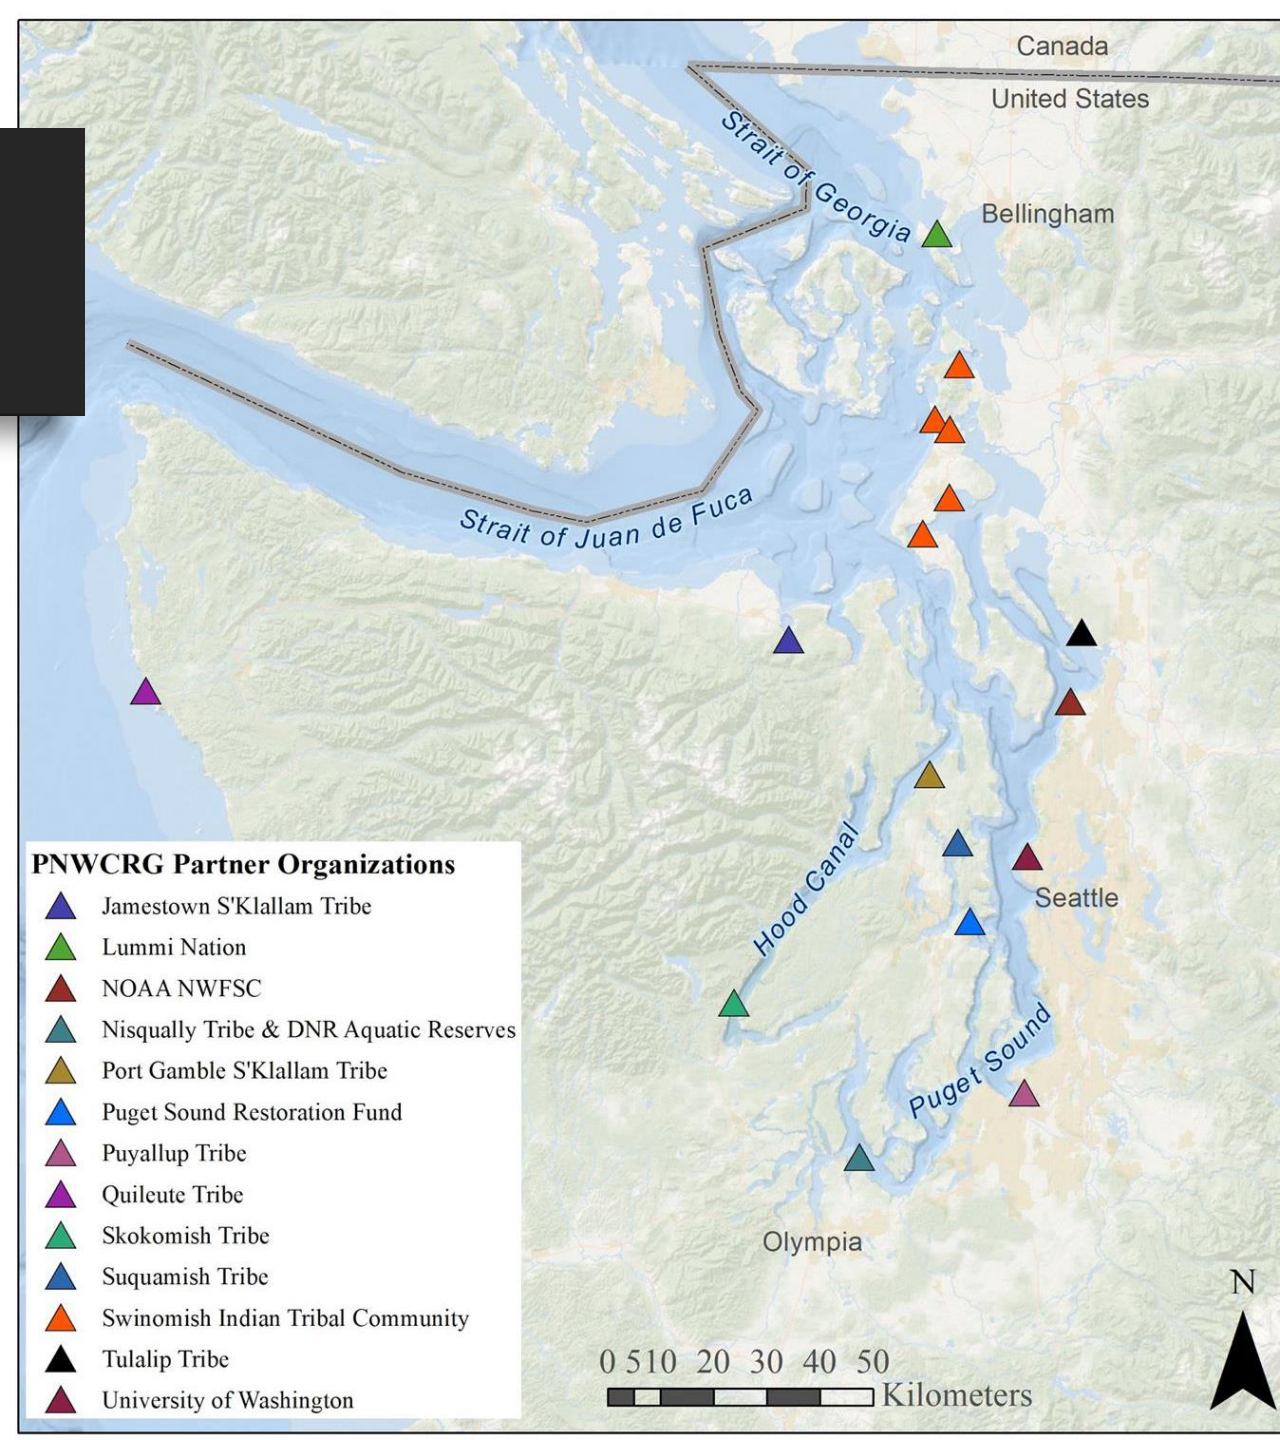 Canada
United States
Strait of Georgia
Bellingham
Strait of Juan de Fuca
Hood Canal
Seattle
Puget Sound
Olympia
PNWCRG Partner Organizations
Jamestown S'Klallam Tribe
Lummi Nation
NOAA NWFSC
Nisqually Tribe & DNR Aquatic Reserves
Port Gamble S'Klallam Tribe
Puget Sound Restoration Fund
Puyallup Tribe
Quileute Tribe
Skokomish Tribe
Suquamish Tribe
Swinomish Indian Tribal Community
Tulalip Tribe
University of Washington
N
0 5 10 20 30 40 50
Kilometers